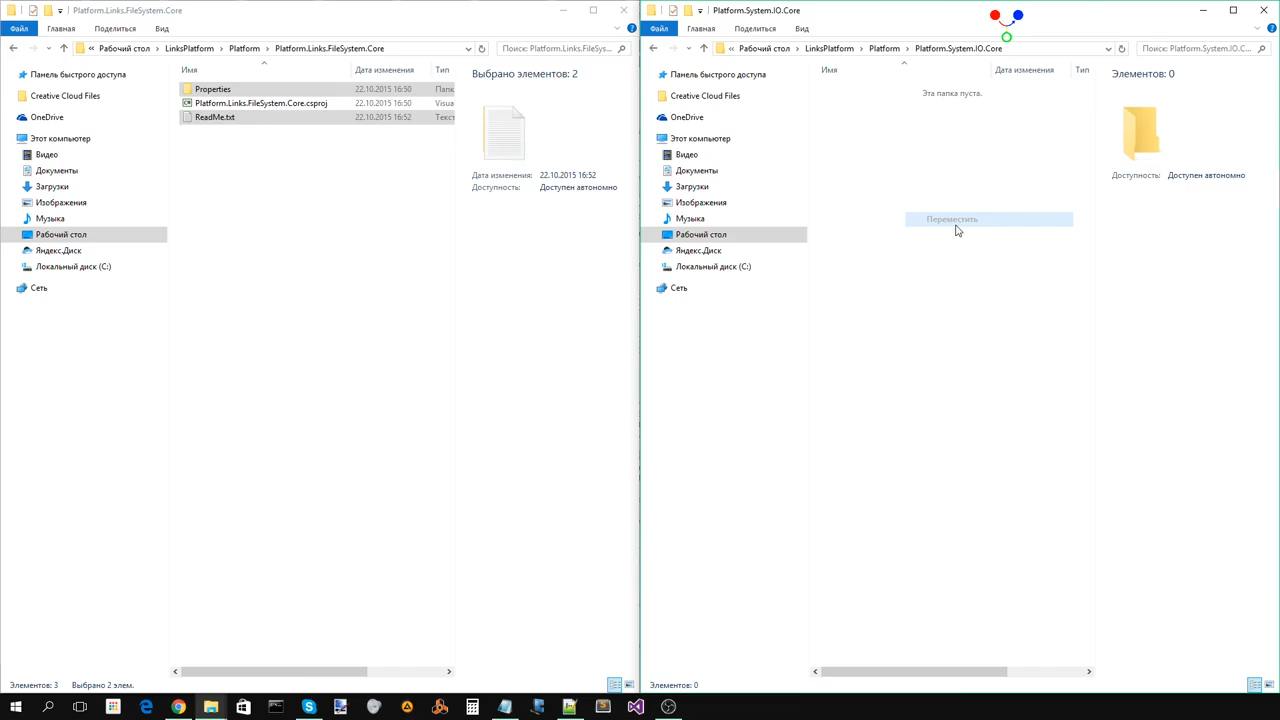 Platform.Links.FileSystem.Core
Файл
Главная
Поделиться
Вид
« Рабочий стол
LinksPlatform
Platform
Platform.Links.FileSystem.Core
Поиск: Platform.Links.FileSys...
Панель быстрого доступа
Creative Cloud Files
OneDrive
Этот компьютер
Видео
Документы
Загрузки
Изображения
Музыка
Рабочий стол
Яндекс.Диск
Локальный диск (C:)
Сеть
Имя
Дата изменения
Тип
Properties
22.10.2015 16:50
Папк
Platform.Links.FileSystem.Core.csproj
22.10.2015 16:50
Visua
ReadMe.txt
22.10.2015 16:52
Текст
Выбрано элементов: 2
Дата изменения: 22.10.2015 16:52
Доступность: Доступен автономно
Элементов: 3
Выбрано 2 элем.
Platform.System.IO.Core
Файл
Главная
Поделиться
Вид
« Рабочий стол
LinksPlatform
Platform
Platform.System.IO.Core
Поиск: Platform.System.IO.C...
Панель быстрого доступа
Creative Cloud Files
OneDrive
Этот компьютер
Видео
Документы
Загрузки
Изображения
Музыка
Рабочий стол
Яндекс.Диск
Локальный диск (C:)
Сеть
Имя
Дата изменения
Тип
Эта папка пуста.
Переместить
Элементов: 0
Доступность: Доступен автономно
Элементов: 0